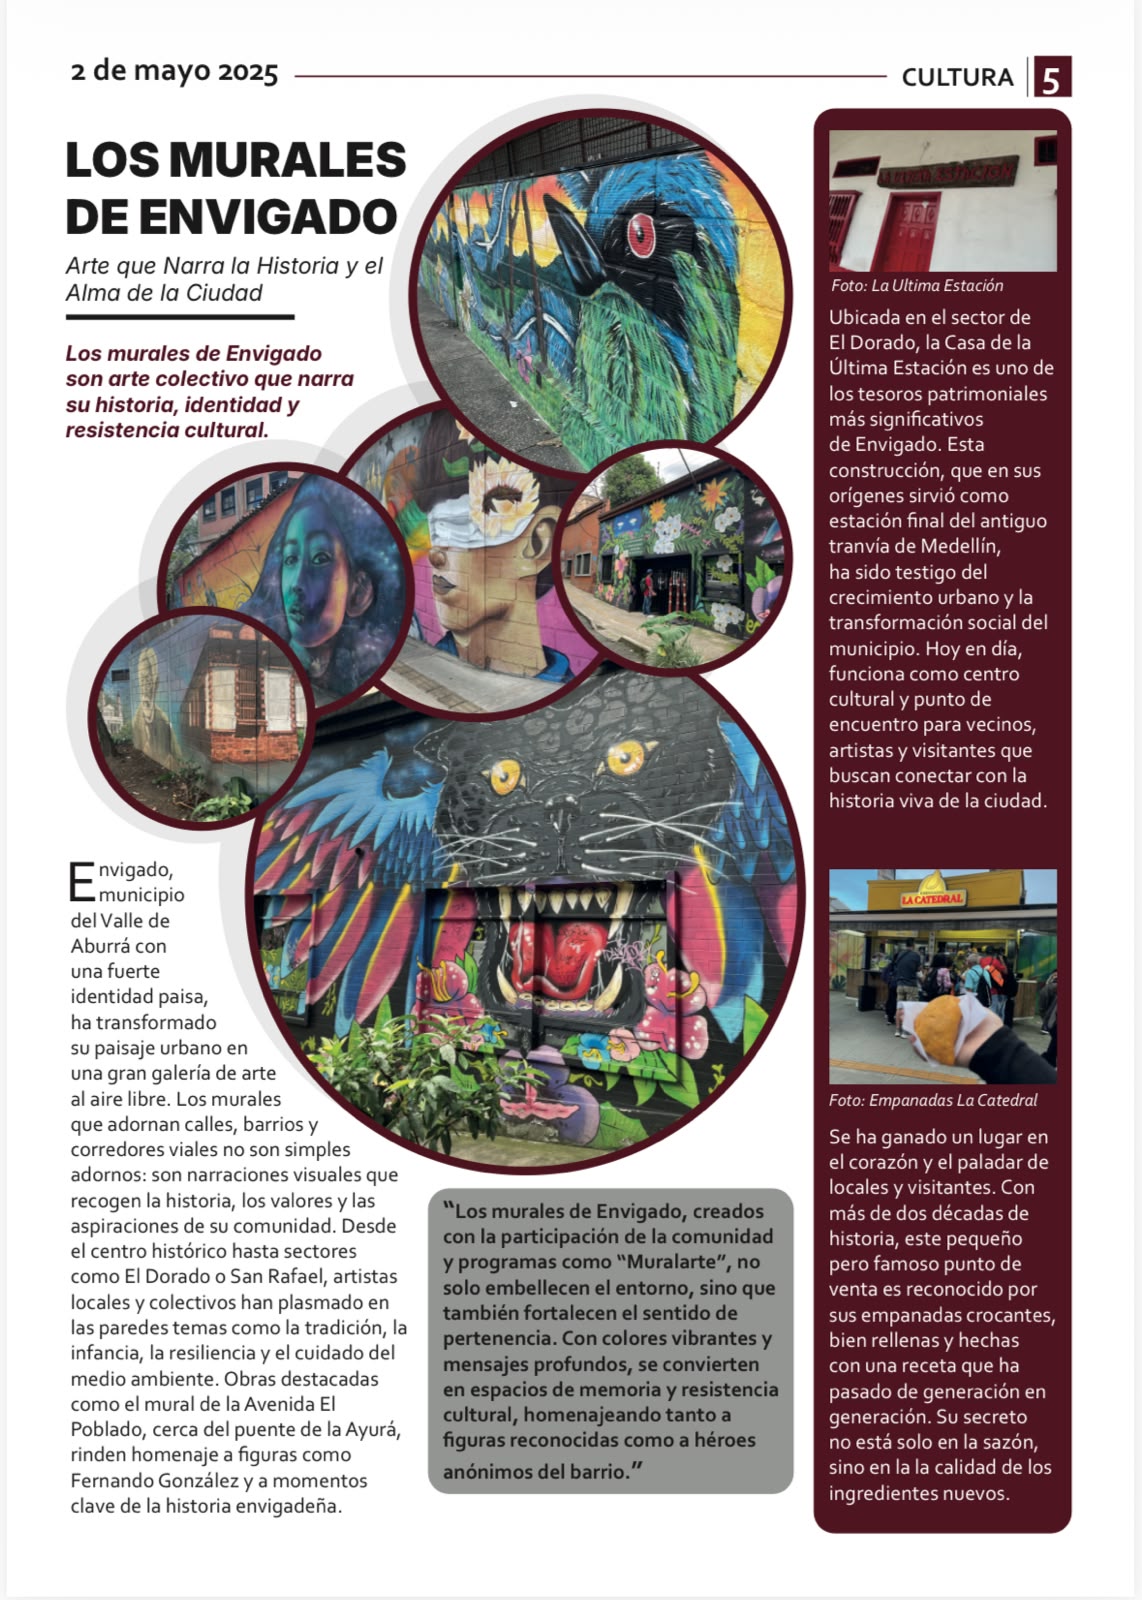 2 de mayo 2025
CULTURA 5
LOS MURALES
DE ENVIGADO
Arte que Narra la Historia y el
Alma de la Ciudad
Los murales de Envigado
son arte colectivo que narra
su historia, identidad y
resistencia cultural.
Envigado,
municipio
del Valle de
Aburrá con
una fuerte
identidad paisa,
ha transformado
su paisaje urbano en
una gran galería de arte
al aire libre. Los murales
que adornan calles, barrios y
corredores viales no son simples
adornos: son narraciones visuales que
recogen la historia, los valores y las
aspiraciones de su comunidad. Desde
el centro histórico hasta sectores
como El Dorado o San Rafael, artistas
locales y colectivos han plasmado en
las paredes temas como la tradición, la
infancia, la resiliencia y el cuidado del
medio ambiente. Obras destacadas
como el mural de la Avenida El
Poblado, cerca del puente de la Ayurá,
rinden homenaje a figuras como
Fernando González y a momentos
clave de la historia envigadeña.
“Los murales de Envigado, creados
con la participación de la comunidad
y programas como “Muralarte”, no
solo embellecen el entorno, sino que
también fortalecen el sentido de
pertenencia. Con colores vibrantes y
mensajes profundos, se convierten
en espacios de memoria y resistencia
cultural, homenajeando tanto a
figuras reconocidas como a héroes
anónimos del barrio.”
Foto: La Ultima Estación
Ubicada en el sector de
El Dorado, la Casa de la
Última Estación es uno de
los tesoros patrimoniales
más significativos
de Envigado. Esta
construcción, que en sus
orígenes sirvió como
estación final del antiguo
tranvía de Medellín,
ha sido testigo del
crecimiento urbano y la
transformación social del
municipio. Hoy en día,
funciona como centro
cultural y punto de
encuentro para vecinos,
artistas y visitantes que
buscan conectar con la
historia viva de la ciudad.
LA CATEDRAL
Foto: Empanadas La Catedral
Se ha ganado un lugar en
el corazón y el paladar de
locales y visitantes. Con
más de dos décadas de
historia, este pequeño
pero famoso punto de
venta es reconocido por
sus empanadas crocantes,
bien rellenas y hechas
con una receta que ha
pasado de generación en
generación. Su secreto
no está solo en la sazón,
sino en la la calidad de los
ingredientes nuevos.